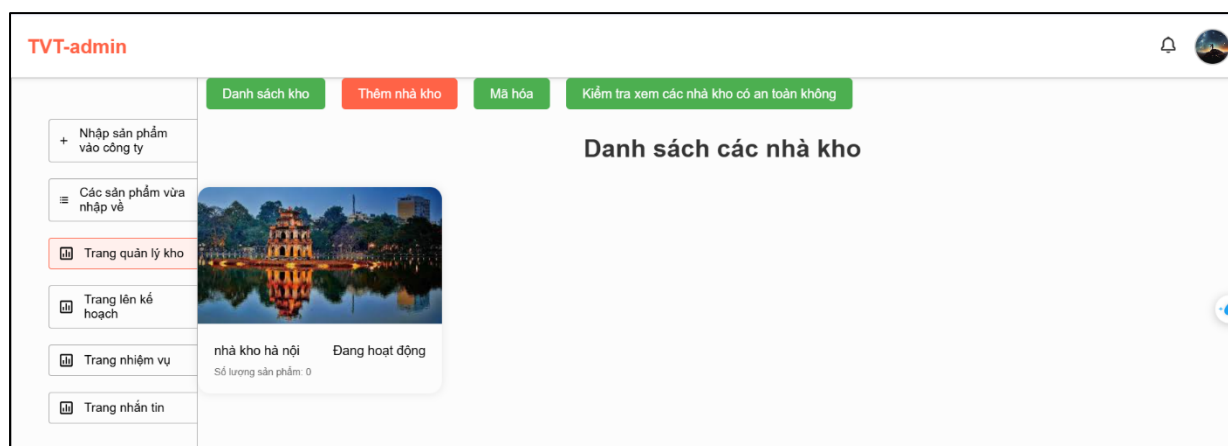 TVT-admin
Danh sách kho
Thêm nhà kho
Mã hóa
Kiểm tra xem các nhà kho có an toàn không
Nhập sản phẩm
vào công ty
Các sản phẩm vừa
nhập về
Trang quản lý kho
Trang lên kế
hoạch
Trang nhiệm vụ
Trang nhắn tin
Danh sách các nhà kho
nhà kho hà nội
Đang hoạt động
Số lượng sản phẩm: 0